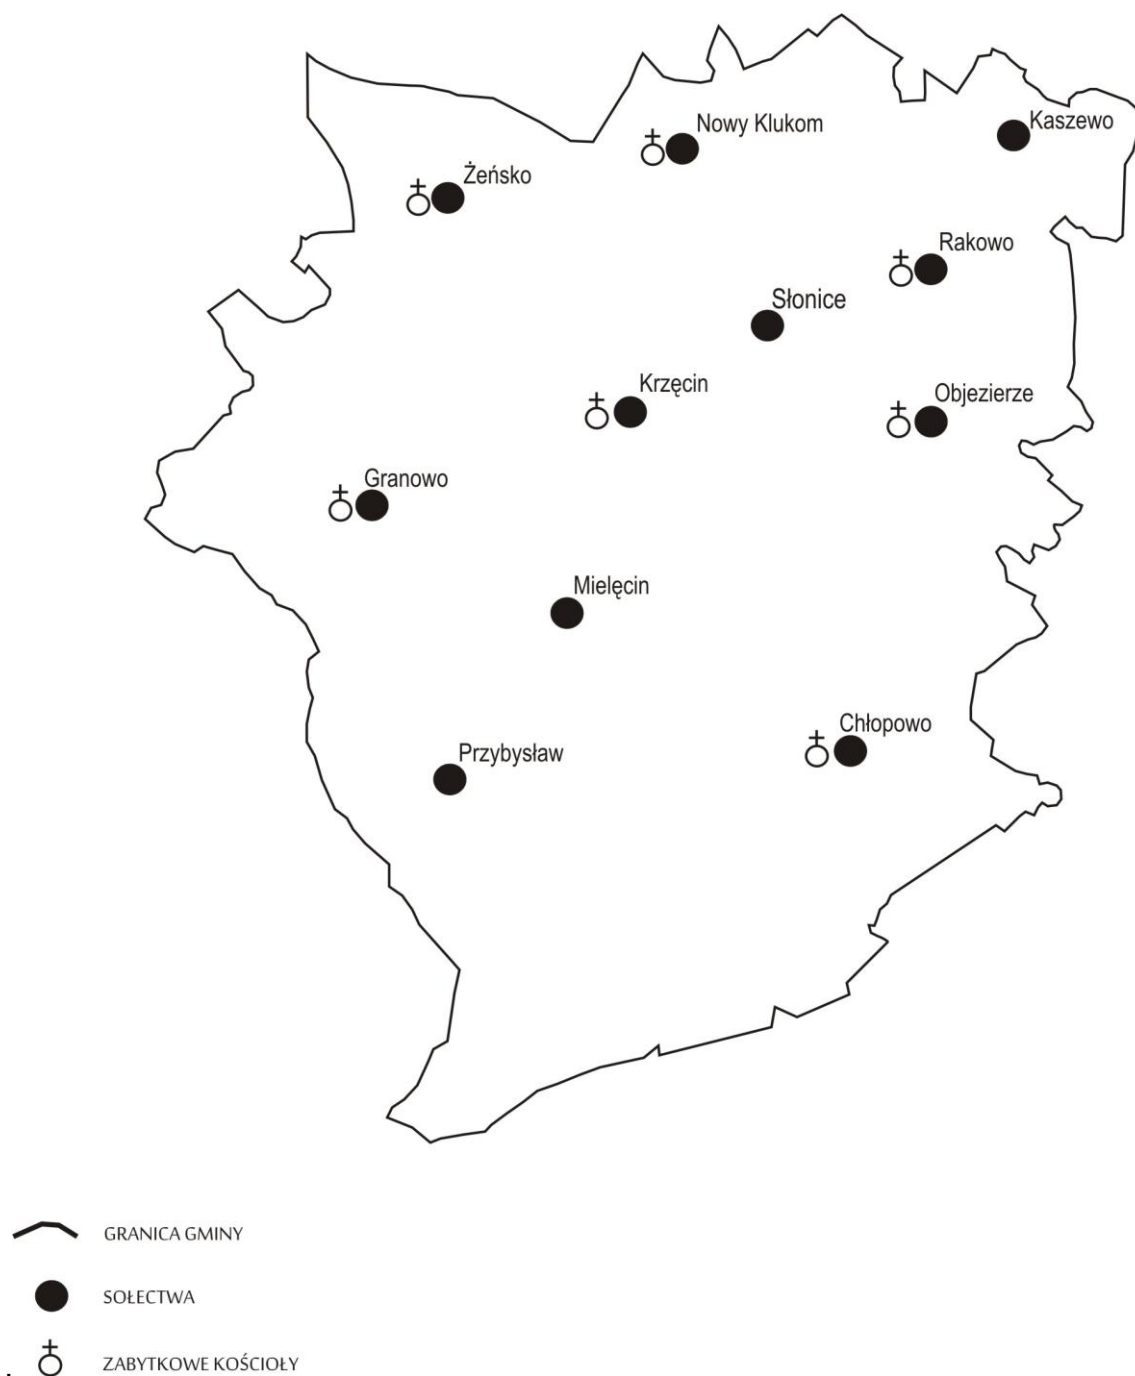 Nowy Klukom
Kaszewo
Żeńsko
Rakowo
Słonice
Krzęcin
Objezierze
Granowo
Mielęcin
Chłopowo
Przybysław
GRANICA GMINY
SOŁECTWA
ZABYTKOWE KOŚCIOŁY